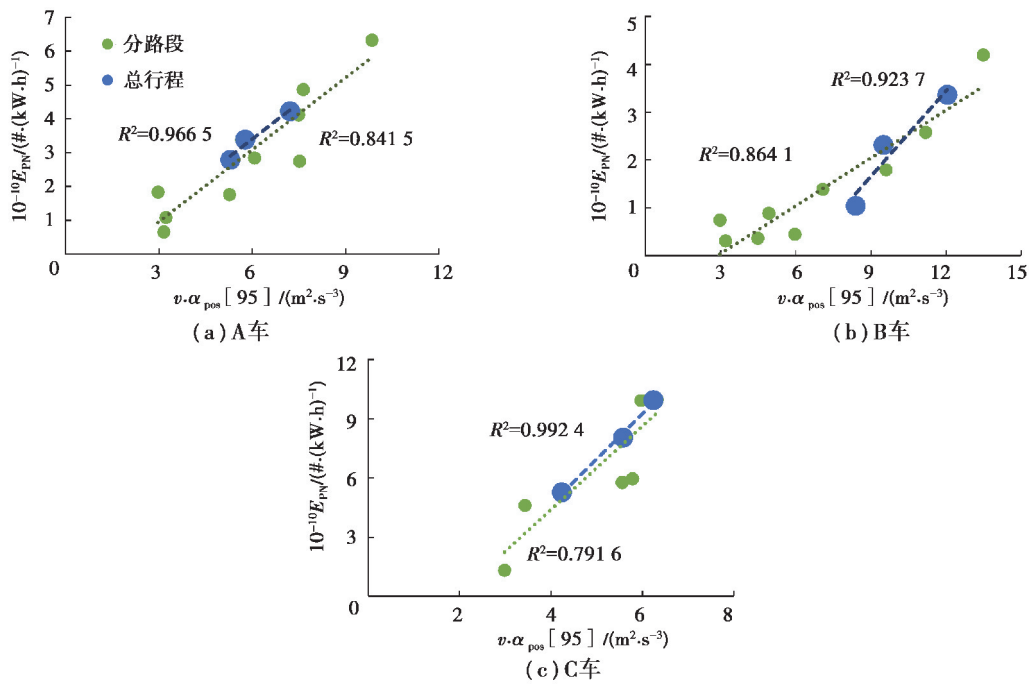 7
6
5
4
3
2
1
0
10⁻¹⁰E_PN/(#·(kW·h)⁻¹)
分路段
总行程
R²=0.966 5
R²=0.841 5
3
6
9
12
v·α_pos[95]/(m²·s⁻³)
(a)A车
5
4
3
2
1
0
10⁻¹⁰E_PN/(#·(kW·h)⁻¹)
R²=0.923 7
R²=0.864 1
3
6
9
12
15
v·α_pos[95]/(m²·s⁻³)
(b)B车
12
9
6
3
0
10⁻¹⁰E_PN/(#·(kW·h)⁻¹)
R²=0.992 4
R²=0.791 6
2
4
6
8
v·α_pos[95]/(m²·s⁻³)
(c)C车